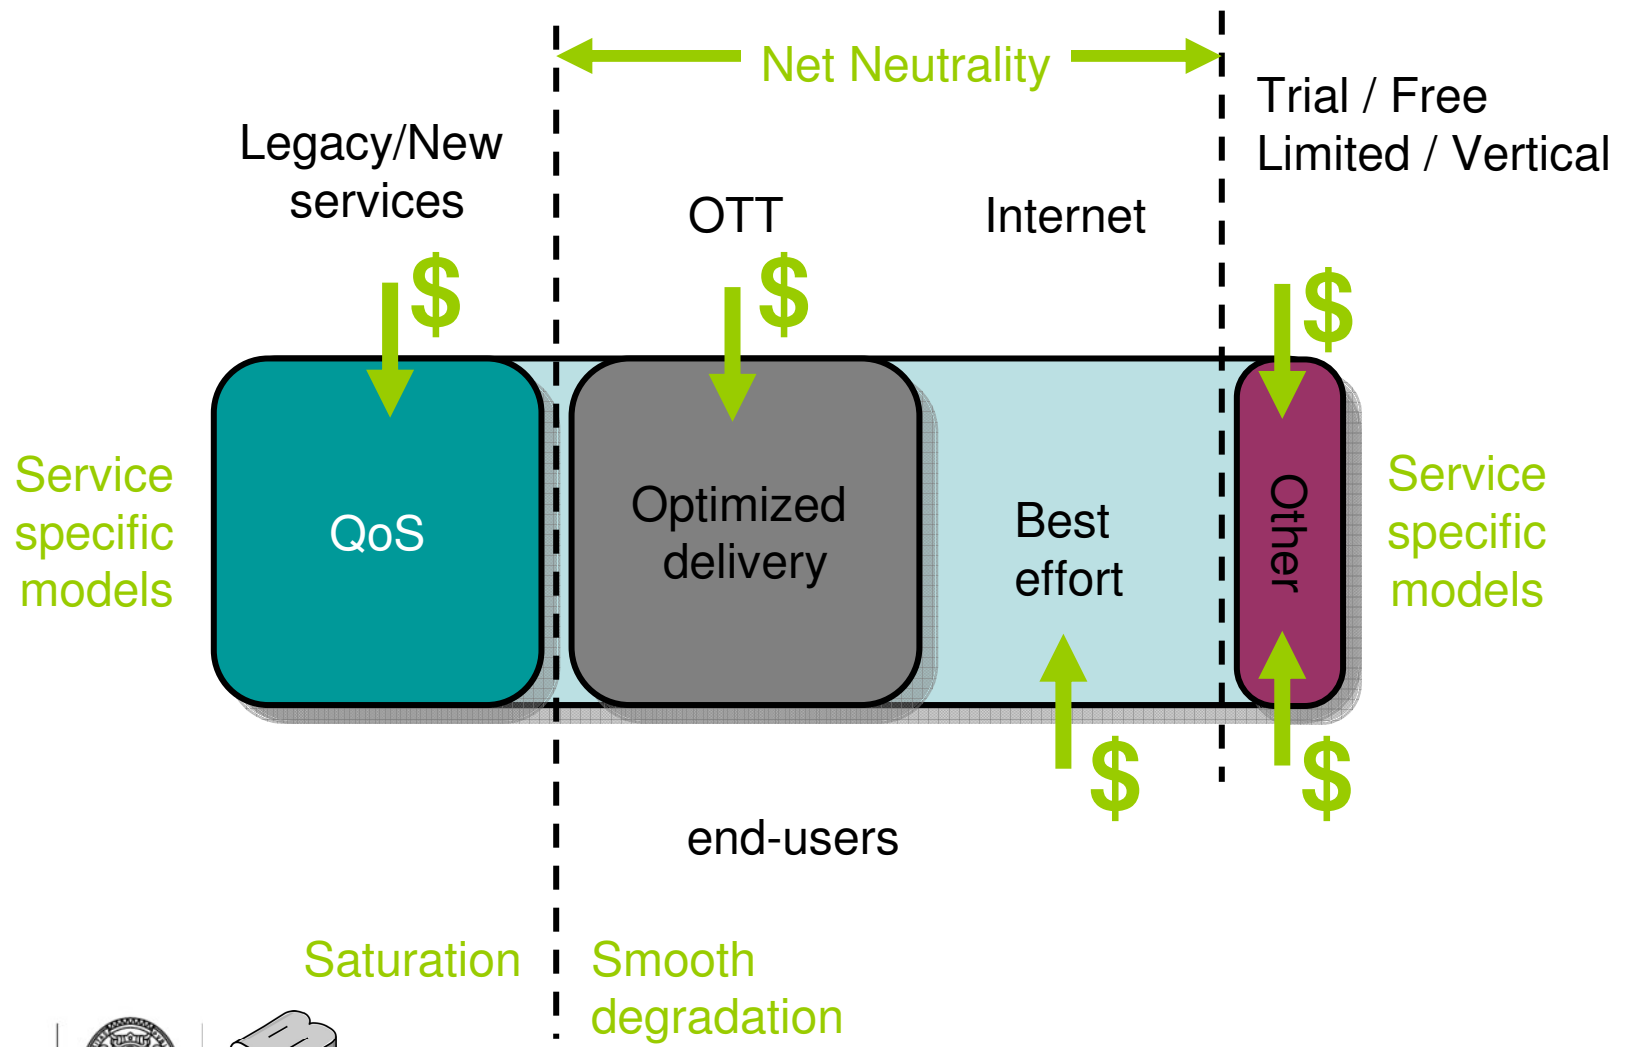 Net Neutrality
Trial / Free
Limited / Vertical
Legacy/New
services
OTT
Internet
$
$
$
Service
specific
models
QoS
Optimized
delivery
Best
effort
Other
Service
specific
models
$
$
end-users
Saturation
Smooth
degradation